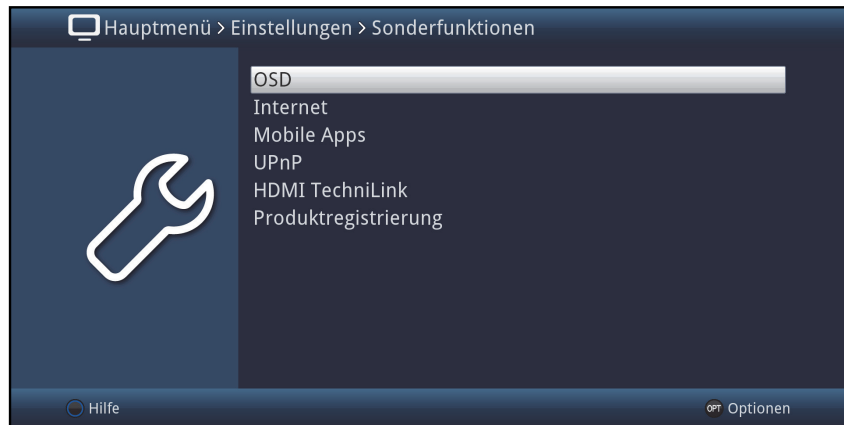 Hauptmenü > Einstellungen > Sonderfunktionen
OSD
Internet
Mobile Apps
UPnP
HDMI TechniLink
Produktregistrierung
Hilfe
OPT Optionen